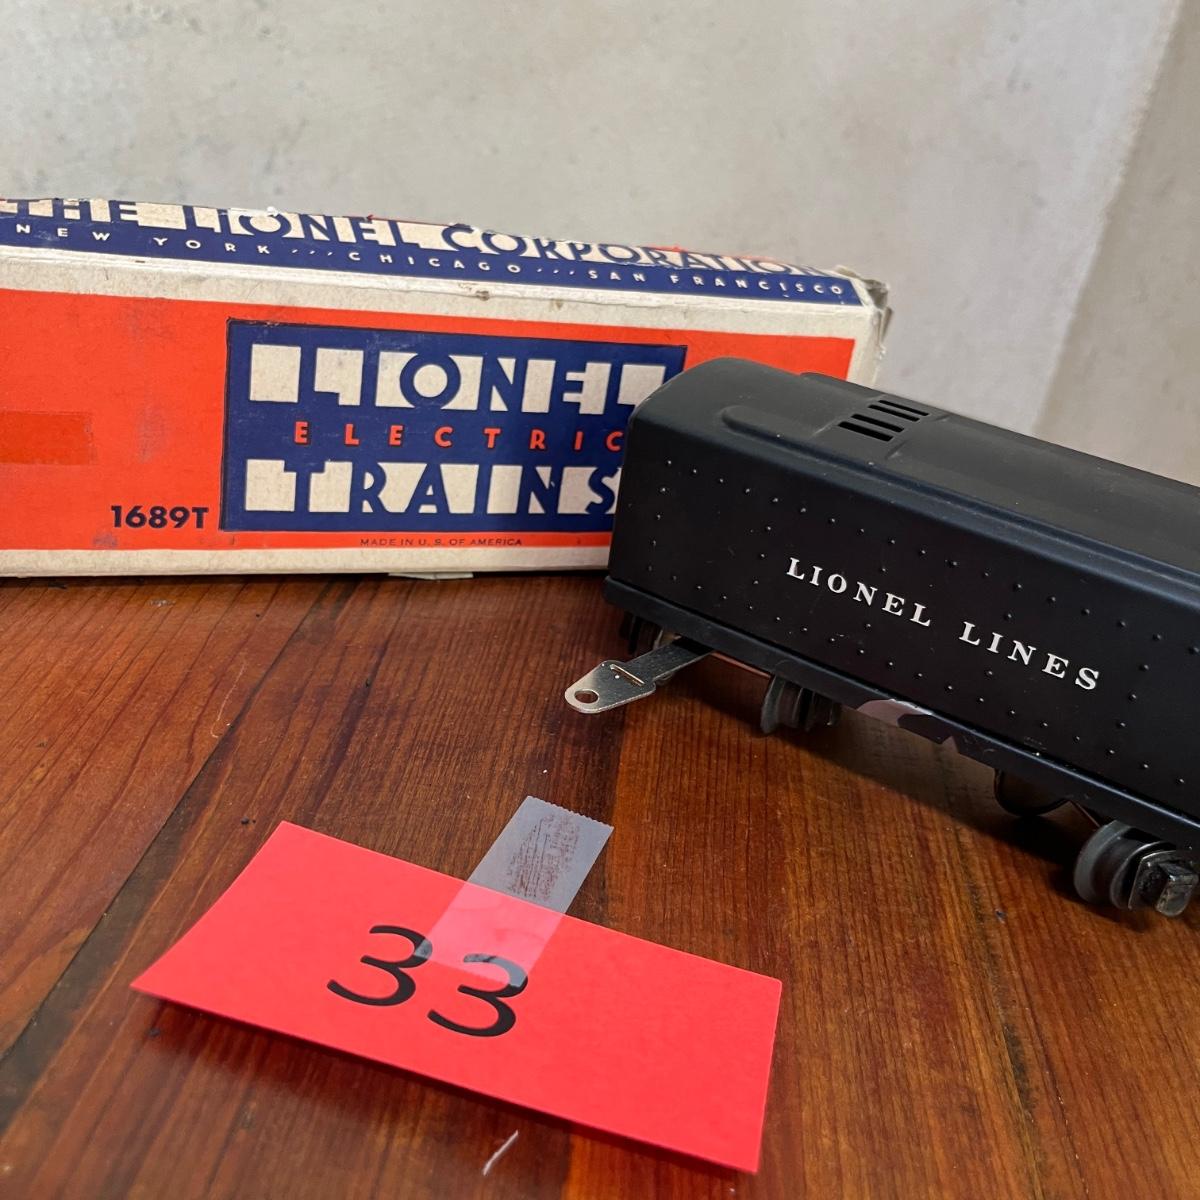 THE LIONEL CORPORATION
NEW YORK ··· CHICAGO ··· SAN FRANCISCO
LIONEL
ELECTRIC
TRAINS
1689T
MADE IN U. S. OF AMERICA
LIONEL LINES
33